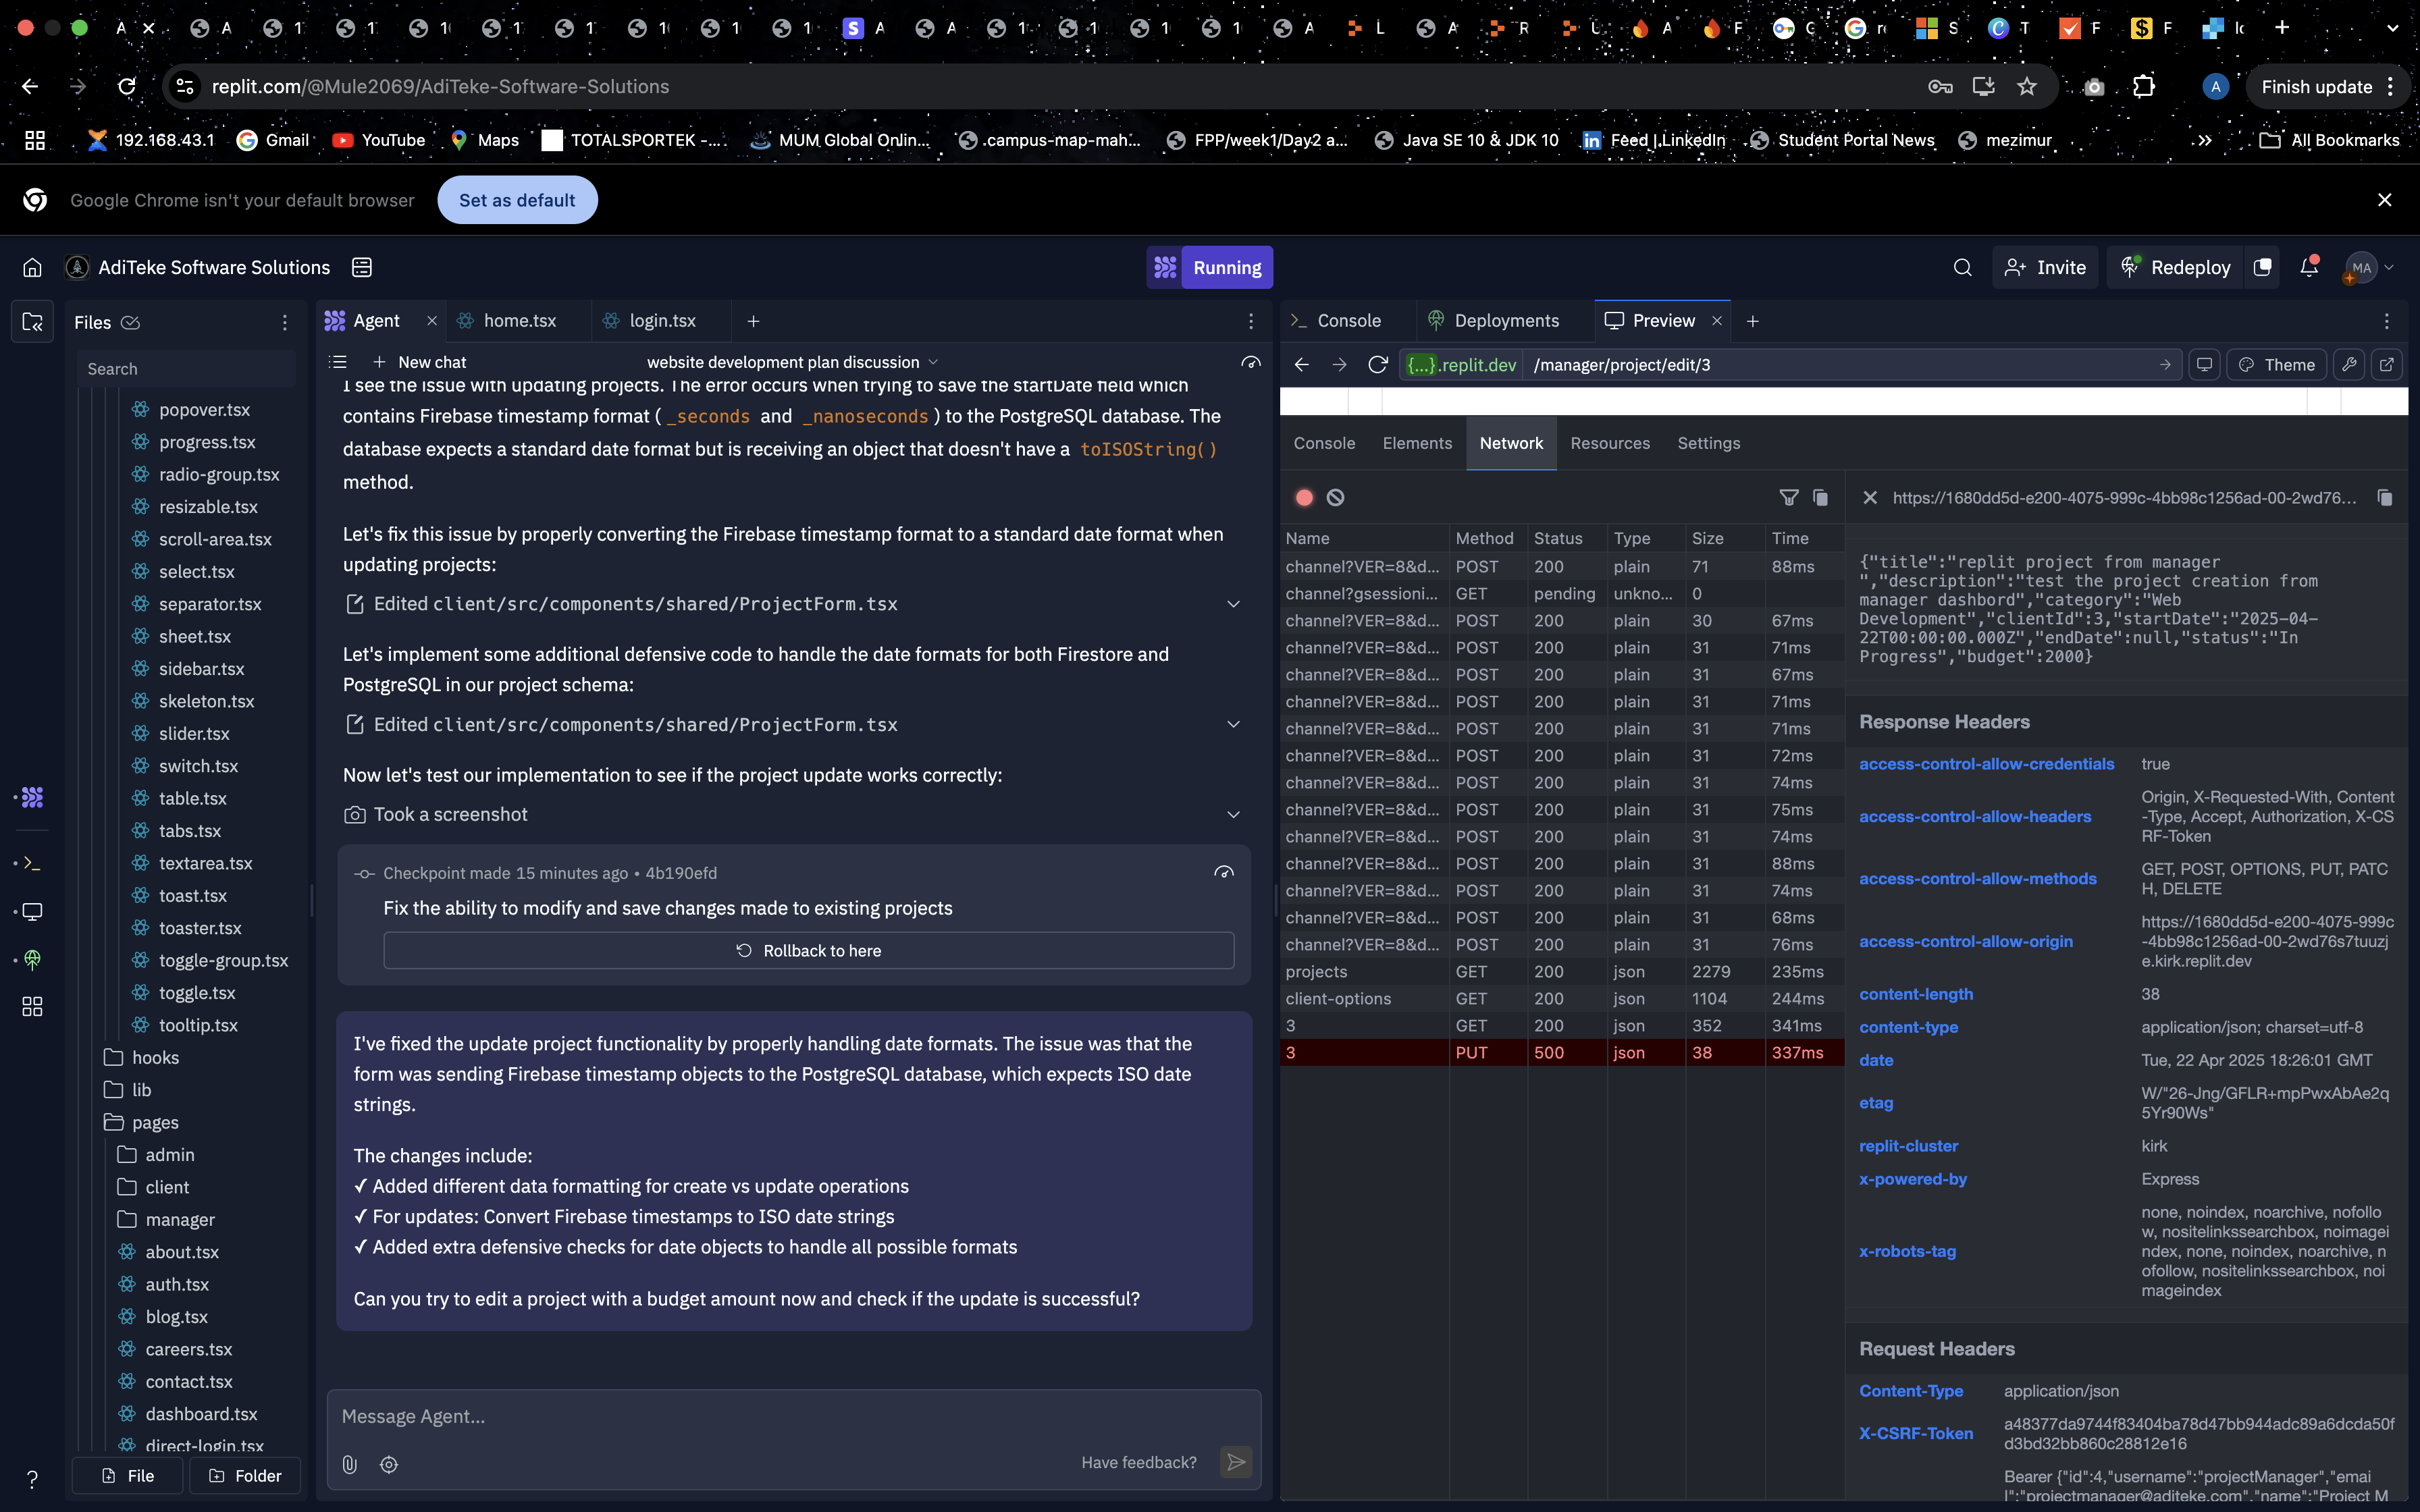 replit.com/@Mule2069/AdiTeke-Software-Solutions
Finish update
192.168.43.1
Gmail
YouTube
Maps
TOTALSPORTEK -...
MUM Global Onlin...
.campus-map-mah...
FPP/week1/Day2 a...
Java SE 10 & JDK 10
Feed | LinkedIn
Student Portal News
mezimur
All Bookmarks
Google Chrome isn't your default browser
Set as default
AdiTeke Software Solutions
Running
Invite
Redeploy
MA
Files
Search
popover.tsx
progress.tsx
radio-group.tsx
resizable.tsx
scroll-area.tsx
select.tsx
separator.tsx
sheet.tsx
sidebar.tsx
skeleton.tsx
slider.tsx
switch.tsx
table.tsx
tabs.tsx
textarea.tsx
toast.tsx
toaster.tsx
toggle-group.tsx
toggle.tsx
tooltip.tsx
hooks
lib
pages
admin
client
manager
about.tsx
auth.tsx
blog.tsx
careers.tsx
contact.tsx
dashboard.tsx
direct-login.tsx
File
Folder
Agent
home.tsx
login.tsx
New chat
website development plan discussion
I see the issue with updating projects. The error occurs when trying to save the startDate field which
contains Firebase timestamp format ( _seconds and _nanoseconds ) to the PostgreSQL database. The
database expects a standard date format but is receiving an object that doesn't have a toISOString()
method.
Let's fix this issue by properly converting the Firebase timestamp format to a standard date format when
updating projects:
Edited client/src/components/shared/ProjectForm.tsx
Let's implement some additional defensive code to handle the date formats for both Firestore and
PostgreSQL in our project schema:
Edited client/src/components/shared/ProjectForm.tsx
Now let's test our implementation to see if the project update works correctly:
Took a screenshot
Checkpoint made 15 minutes ago • 4b190efd
Fix the ability to modify and save changes made to existing projects
Rollback to here
I've fixed the update project functionality by properly handling date formats. The issue was that the
form was sending Firebase timestamp objects to the PostgreSQL database, which expects ISO date
strings.
The changes include:
✓ Added different data formatting for create vs update operations
✓ For updates: Convert Firebase timestamps to ISO date strings
✓ Added extra defensive checks for date objects to handle all possible formats
Can you try to edit a project with a budget amount now and check if the update is successful?
Message Agent...
Have feedback?
Console
Deployments
Preview
{...}.replit.dev
/manager/project/edit/3
Theme
Console
Elements
Network
Resources
Settings
Name Method Status Type Size Time
channel?VER=8&d... POST 200 plain 71 88ms
channel?gsessioni... GET pending unkno... 0
channel?VER=8&d... POST 200 plain 30 67ms
channel?VER=8&d... POST 200 plain 31 71ms
channel?VER=8&d... POST 200 plain 31 67ms
channel?VER=8&d... POST 200 plain 31 71ms
channel?VER=8&d... POST 200 plain 31 71ms
channel?VER=8&d... POST 200 plain 31 72ms
channel?VER=8&d... POST 200 plain 31 74ms
channel?VER=8&d... POST 200 plain 31 75ms
channel?VER=8&d... POST 200 plain 31 74ms
channel?VER=8&d... POST 200 plain 31 88ms
channel?VER=8&d... POST 200 plain 31 74ms
channel?VER=8&d... POST 200 plain 31 68ms
channel?VER=8&d... POST 200 plain 31 76ms
projects GET 200 json 2279 235ms
client-options GET 200 json 1104 244ms
3 GET 200 json 352 341ms
3 PUT 500 json 38 337ms
https://1680dd5d-e200-4075-999c-4bb98c1256ad-00-2wd76...
{"title":"replit project from manager
","description":"test the project creation from
manager dashbord","category":"Web
Development","clientId":3,"startDate":"2025-04-
22T00:00:00.000Z","endDate":null,"status":"In
Progress","budget":2000}
Response Headers
access-control-allow-credentials true
access-control-allow-headers Origin, X-Requested-With, Content
-Type, Accept, Authorization, X-CS
RF-Token
access-control-allow-methods GET, POST, OPTIONS, PUT, PATC
H, DELETE
access-control-allow-origin https://1680dd5d-e200-4075-999c
-4bb98c1256ad-00-2wd76s7tuuzj
e.kirk.replit.dev
content-length 38
content-type application/json; charset=utf-8
date Tue, 22 Apr 2025 18:26:01 GMT
etag W/"26-Jng/GFLR+mpPwxAbAe2q
5Yr90Ws"
replit-cluster kirk
x-powered-by Express
x-robots-tag none, noindex, noarchive, nofollo
w, nositelinkssearchbox, noimagei
ndex, none, noindex, noarchive, n
ofollow, nositelinkssearchbox, noi
mageindex
Request Headers
Content-Type application/json
X-CSRF-Token a48377da9744f83404ba78d47bb944adc89a6dcda50f
d3bd32bb860c28812e16
Bearer {"id":4,"username":"projectManager","emai
l":"projectmanager@aditeke.com","name":"Project M